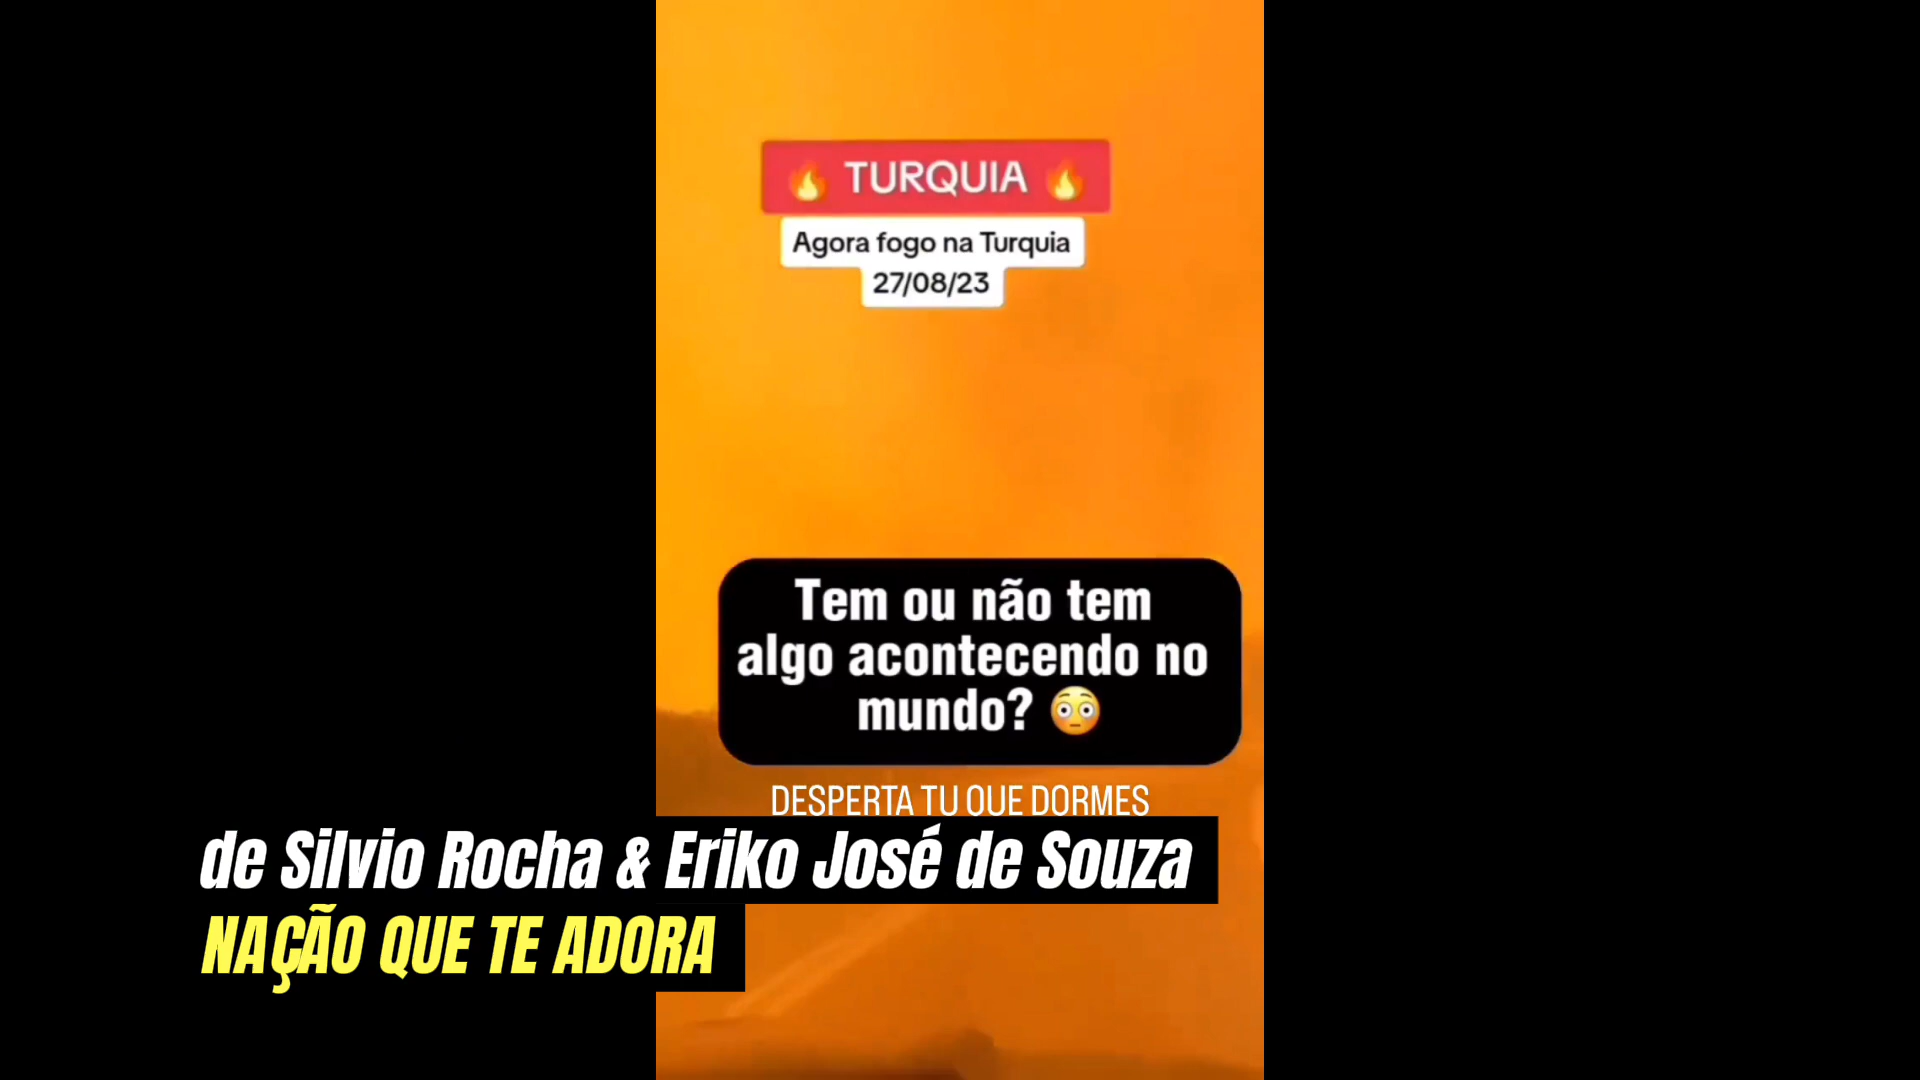 🔥 TURQUIA 🔥
Agora fogo na Turquia
27/08/23
Tem ou não tem
algo acontecendo no
mundo? 😳
DESPERTA TU QUE DORMES
de Silvio Rocha & Eriko José de Souza
NAÇÃO QUE TE ADORA